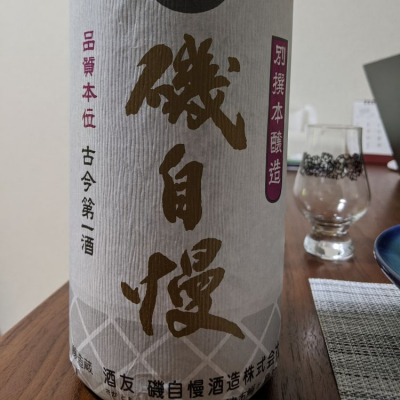 別撰本醸造
磯自慢
品質本位 古今第一酒
酒友 磯自慢酒造株式会